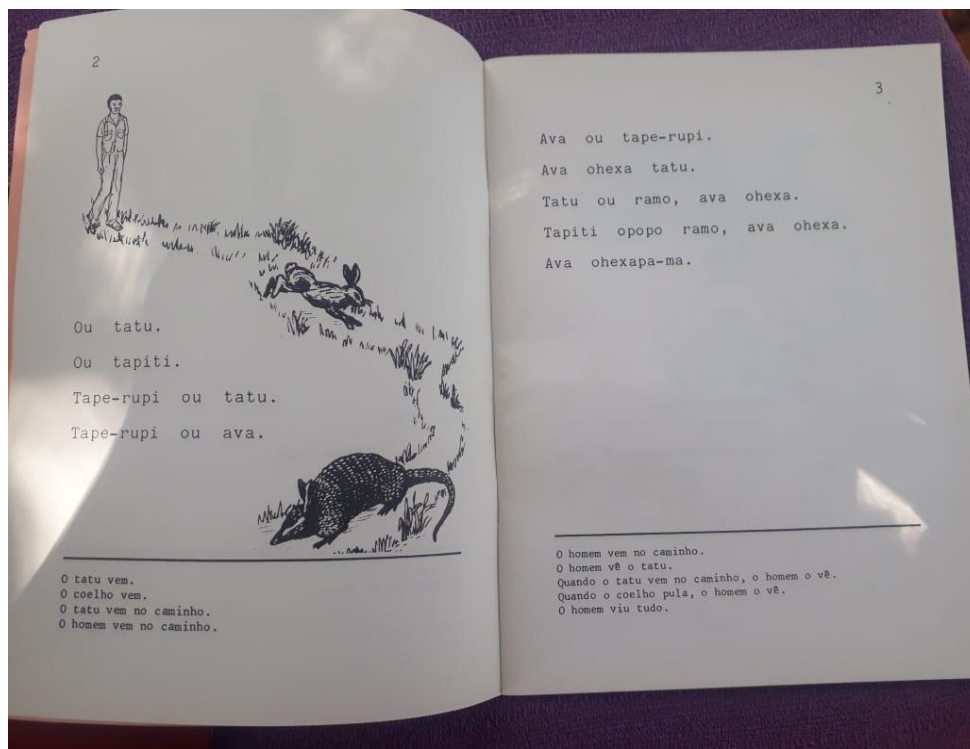 2
Ou tatu.
Ou tapiti.
Tape-rupi ou tatu.
Tape-rupi ou ava.
O tatu vem.
O coelho vem.
O tatu vem no caminho.
O homem vem no caminho.
3
Ava ou tape-rupi.
Ava ohexa tatu.
Tatu ou ramo, ava ohexa.
Tapiti opopo ramo, ava ohexa.
Ava ohexapa-ma.
O homem vem no caminho.
O homem vê o tatu.
Quando o tatu vem no caminho, o homem o vê.
Quando o coelho pula, o homem o vê.
O homem viu tudo.